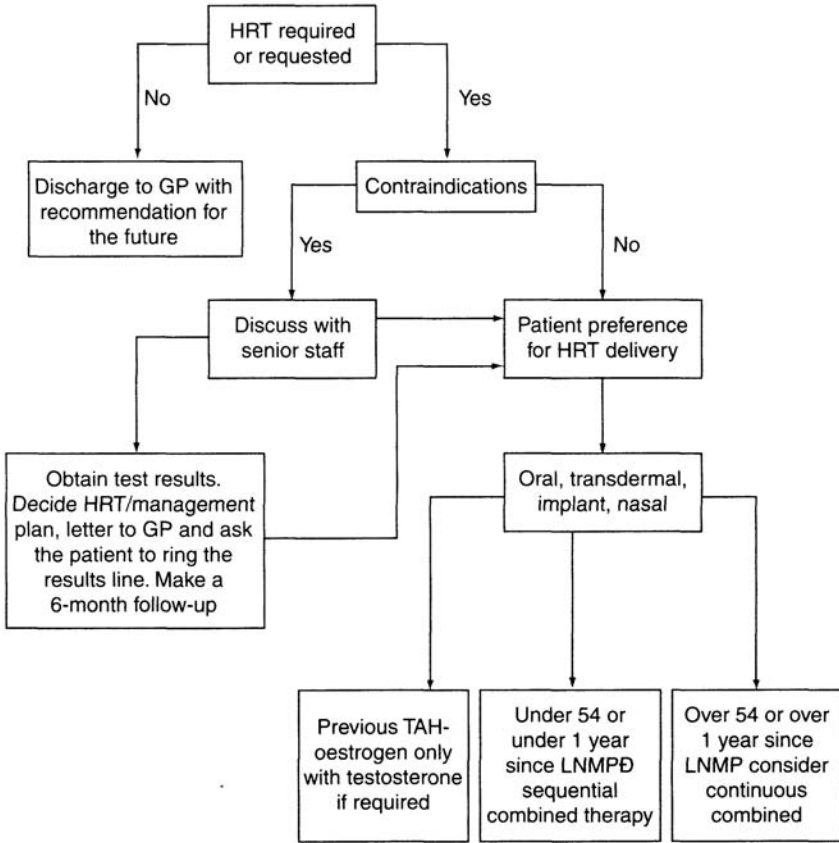 HRT required
or requested
No
Yes
Discharge to GP with
recommendation for
the future
Contraindications
Yes
No
Discuss with
senior staff
Patient preference
for HRT delivery
Obtain test results.
Decide HRT/management
plan, letter to GP and ask
the patient to ring the
results line. Make a
6-month follow-up
Oral, transdermal,
implant, nasal
Previous TAH-
oestrogen only
with testosterone
if required
Under 54 or
under 1 year
since LNMPĐ
sequential
combined therapy
Over 54 or over
1 year since
LNMP consider
continuous
combined